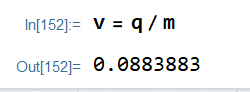 In[152]:= v = q / m
Out[152]= 0.0883883